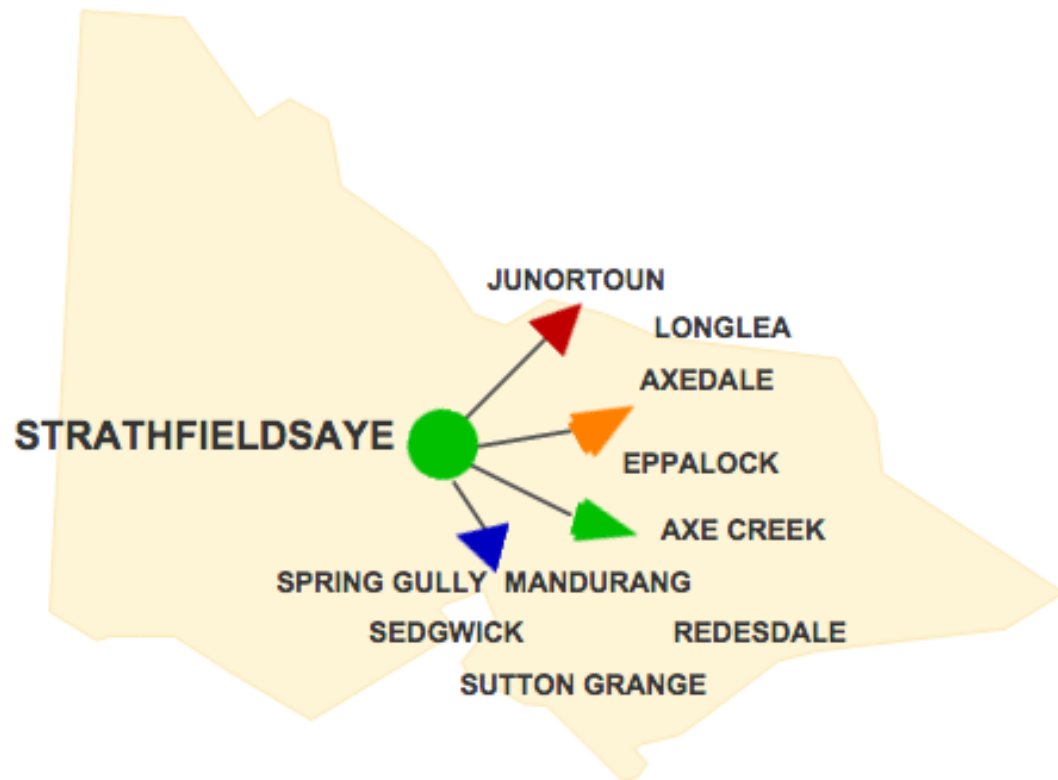 JUNORTOUN
LONGLEA
AXEDALE
STRATHFIELDSAYE
EPPALOCK
AXE CREEK
SPRING GULLY MANDURANG
SEDGWICK REDESDALE
SUTTON GRANGE